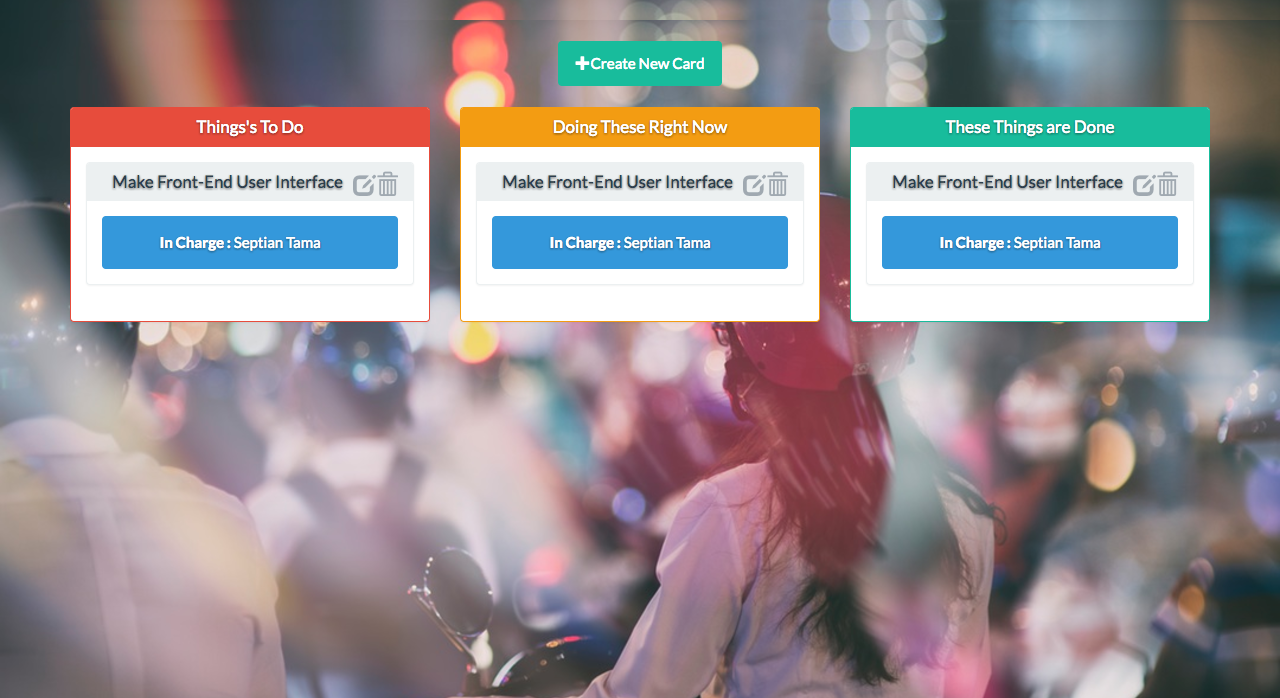 +Create New Card
Things's To Do
Make Front-End User Interface
In Charge : Septian Tama
Doing These Right Now
Make Front-End User Interface
In Charge : Septian Tama
These Things are Done
Make Front-End User Interface
In Charge : Septian Tama